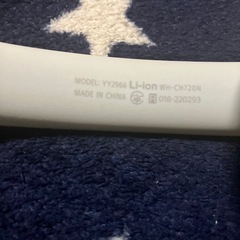 MODEL: YY2966 Li-ion WH-CH720N
MADE IN CHINA 018-220293